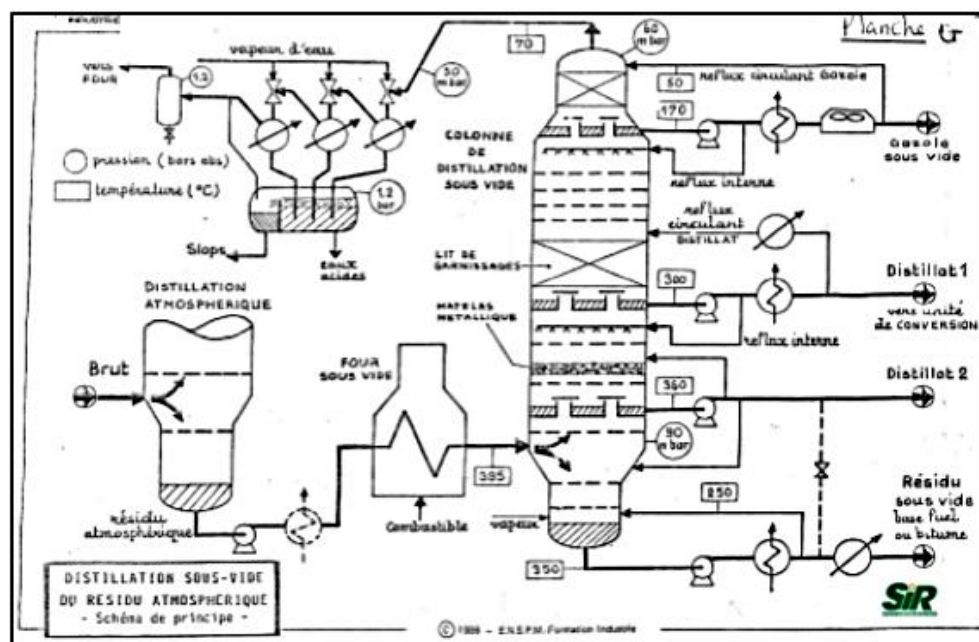 INDUSTRIE
Planche G
vapeur d'eau
VERS
FOUR
1.3
50
m bar
70
60
m bar
50
reflux circulant Gazole
170
Gazole
sous vide
COLONNE
DE
DISTILLATION
SOUS VIDE
pression (bars abs)
température (°C)
1.2
bar
reflux interne
reflux
circulant
DISTILLAT
Slops
eaux
acides
LIT DE
GARNISSAGES
300
Distillat 1
vers unité
de CONVERSION
DISTILLATION
ATMOSPHERIQUE
MATELAS
METALLIQUE
reflux interne
FOUR
SOUS VIDE
Brut
360
Distillat 2
90
m bar
385
250
Résidu
sous vide
base fuel
ou bitume
résidu
atmosphérique
Combustible
vapeur
350
DISTILLATION SOUS-VIDE
DU RESIDU ATMOSPHERIQUE
- Schéma de principe -
SIR
© 1986 - E.N.S.P.M. Formation Industrie